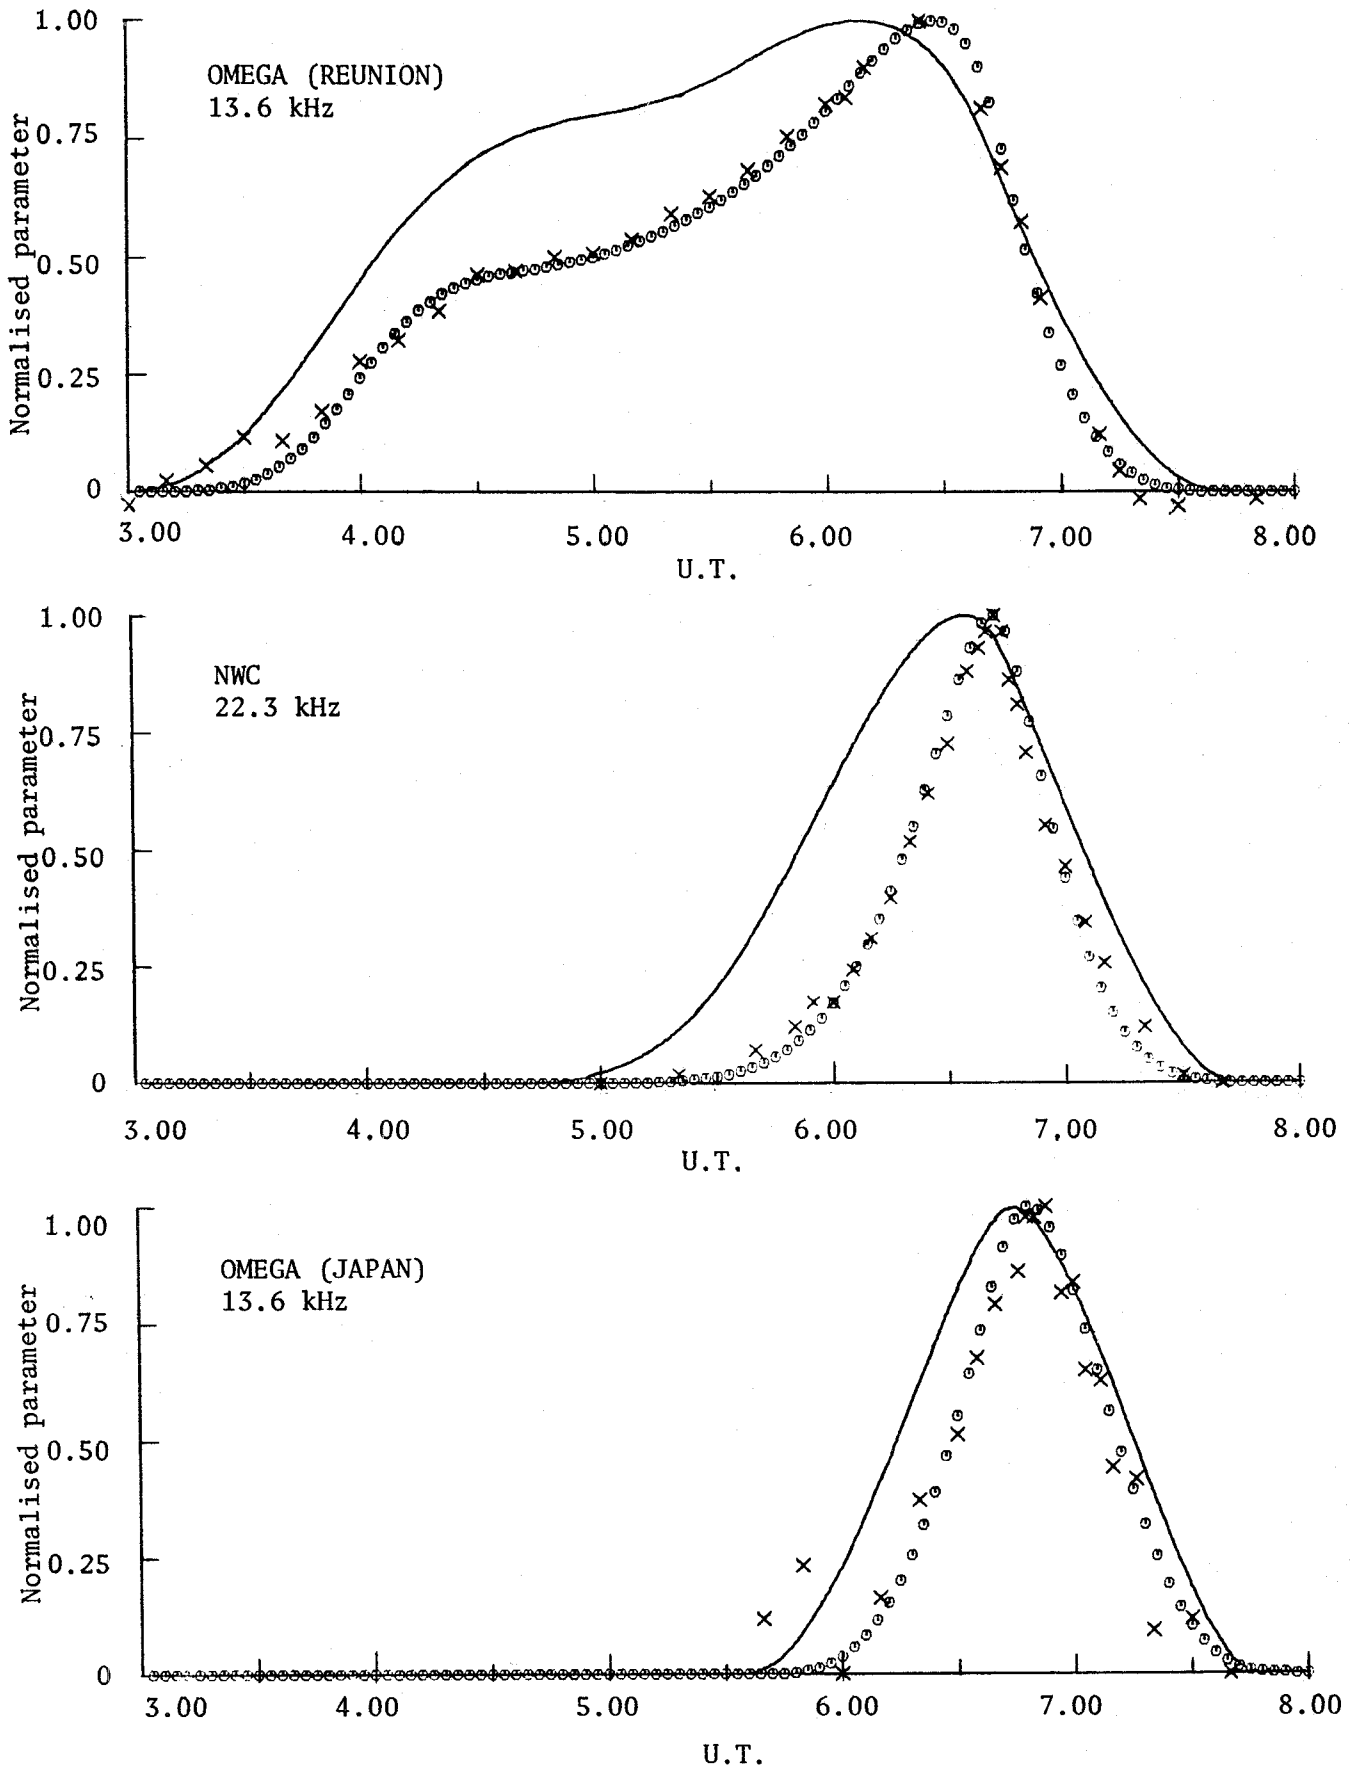 1.00
OMEGA (REUNION)
13.6 kHz
0.75
0.50
0.25
0
Normalised parameter
3.00 4.00 5.00 6.00 7.00 8.00
U.T.
1.00
NWC
22.3 kHz
0.75
0.50
0.25
0
Normalised parameter
3.00 4.00 5.00 6.00 7.00 8.00
U.T.
1.00
OMEGA (JAPAN)
13.6 kHz
0.75
0.50
0.25
0
Normalised parameter
3.00 4.00 5.00 6.00 7.00 8.00
U.T.